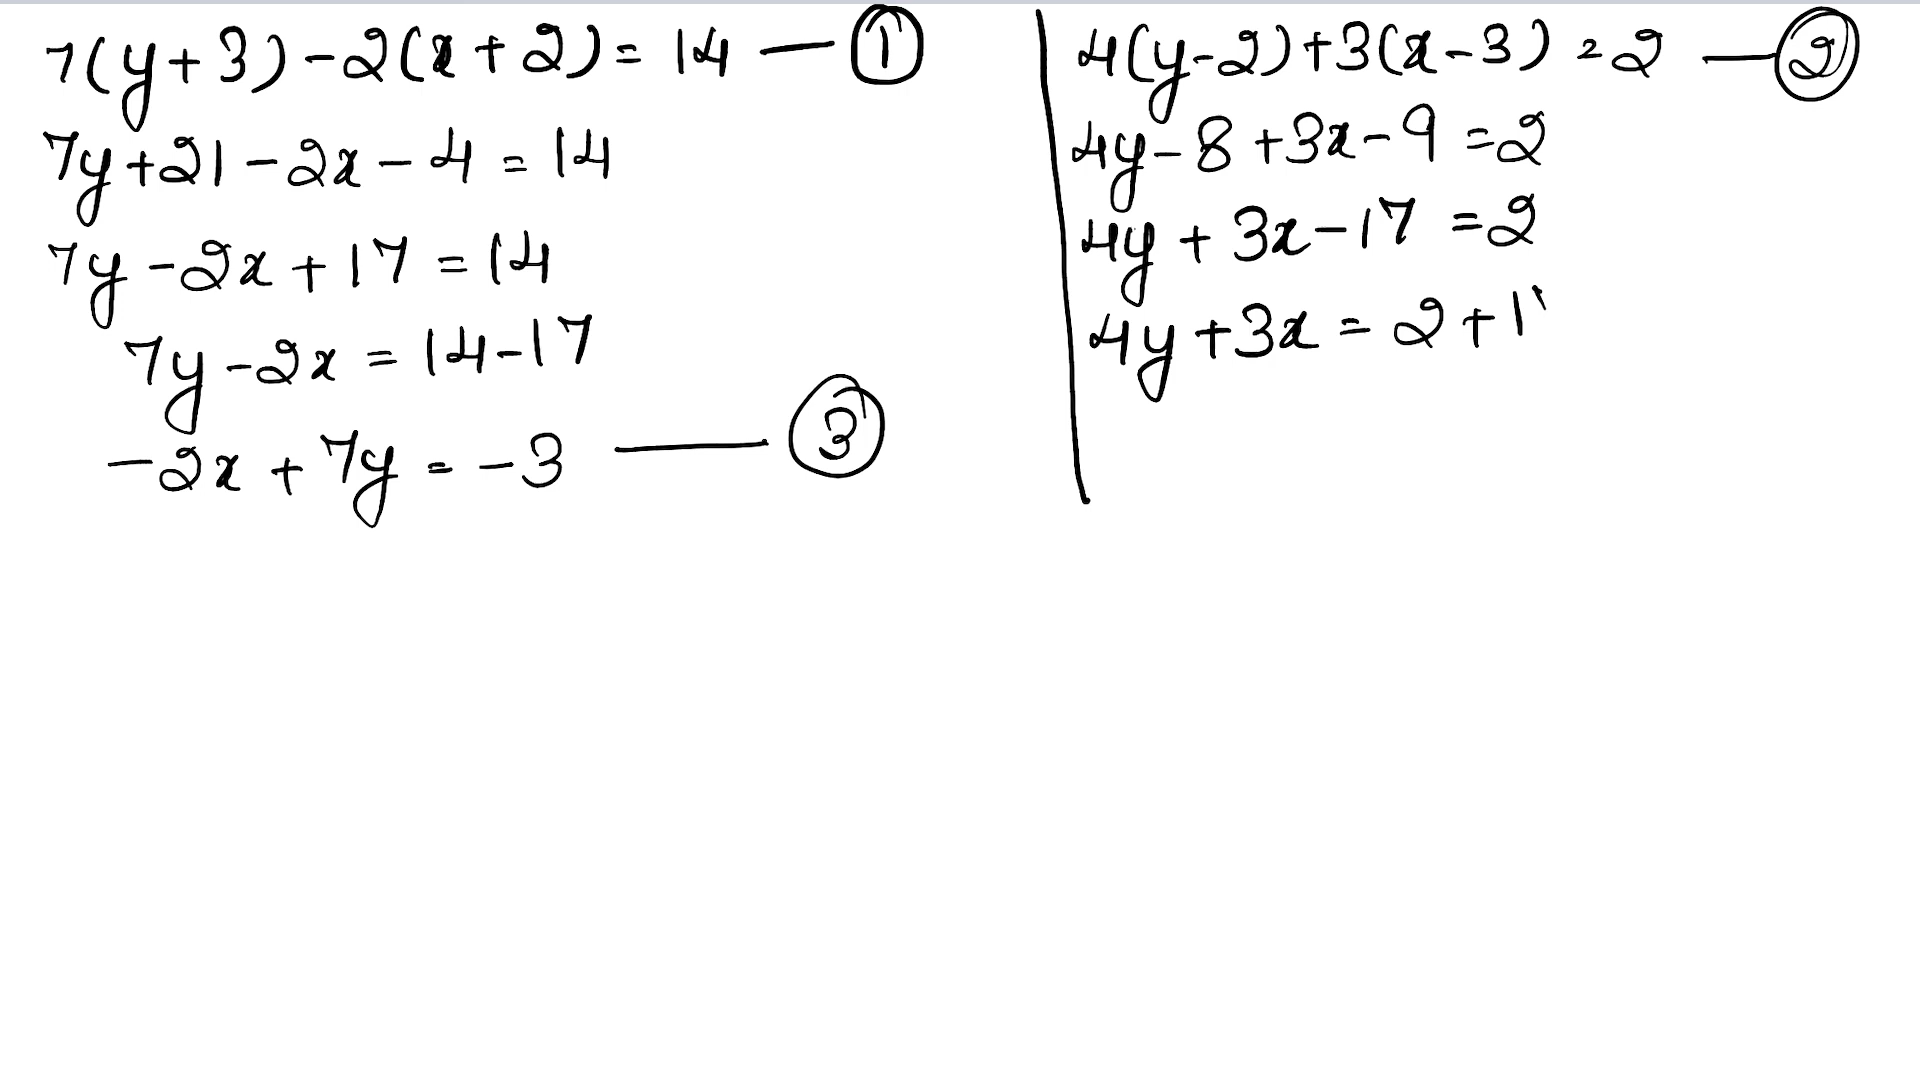 7(y+3)-2(x+2)=14 — ①
7y+21-2x-4=14
7y-2x+17=14
7y-2x=14-17
-2x+7y=-3 — ③
4(y-2)+3(x-3)=2 — ②
4y-8+3x-9=2
4y+3x-17=2
4y+3x=2+1